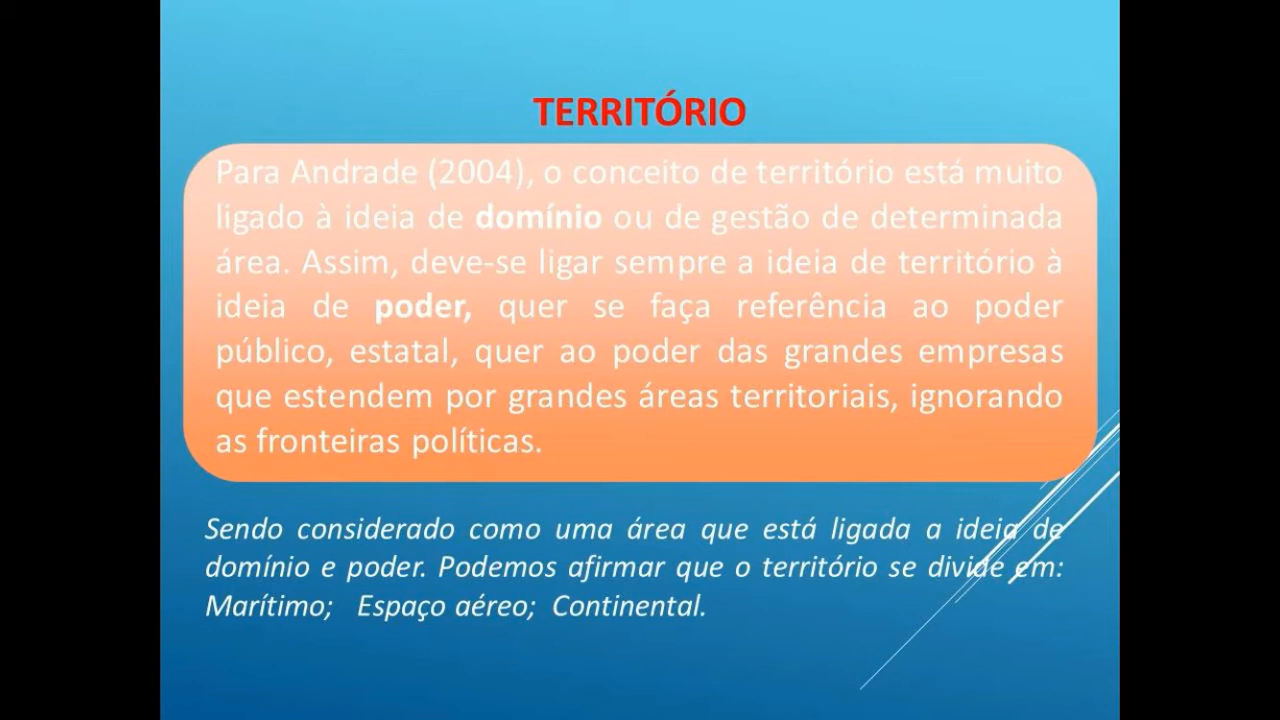 TERRITÓRIO
Para Andrade (2004), o conceito de território está muito
ligado à ideia de domínio ou de gestão de determinada
área. Assim, deve-se ligar sempre a ideia de território à
ideia de poder, quer se faça referência ao poder
público, estatal, quer ao poder das grandes empresas
que estendem por grandes áreas territoriais, ignorando
as fronteiras políticas.
Sendo considerado como uma área que está ligada a ideia de
domínio e poder. Podemos afirmar que o território se divide em:
Marítimo; Espaço aéreo; Continental.